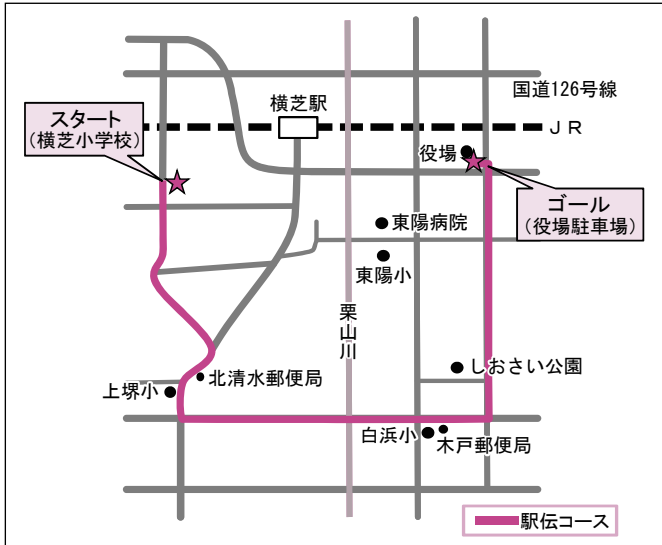 国道126号線
横芝駅
スタート
(横芝小学校)
JR
役場
ゴール
(役場駐車場)
東陽病院
東陽小
栗山川
しおさい公園
北清水郵便局
上堺小
白浜小
木戸郵便局
駅伝コース